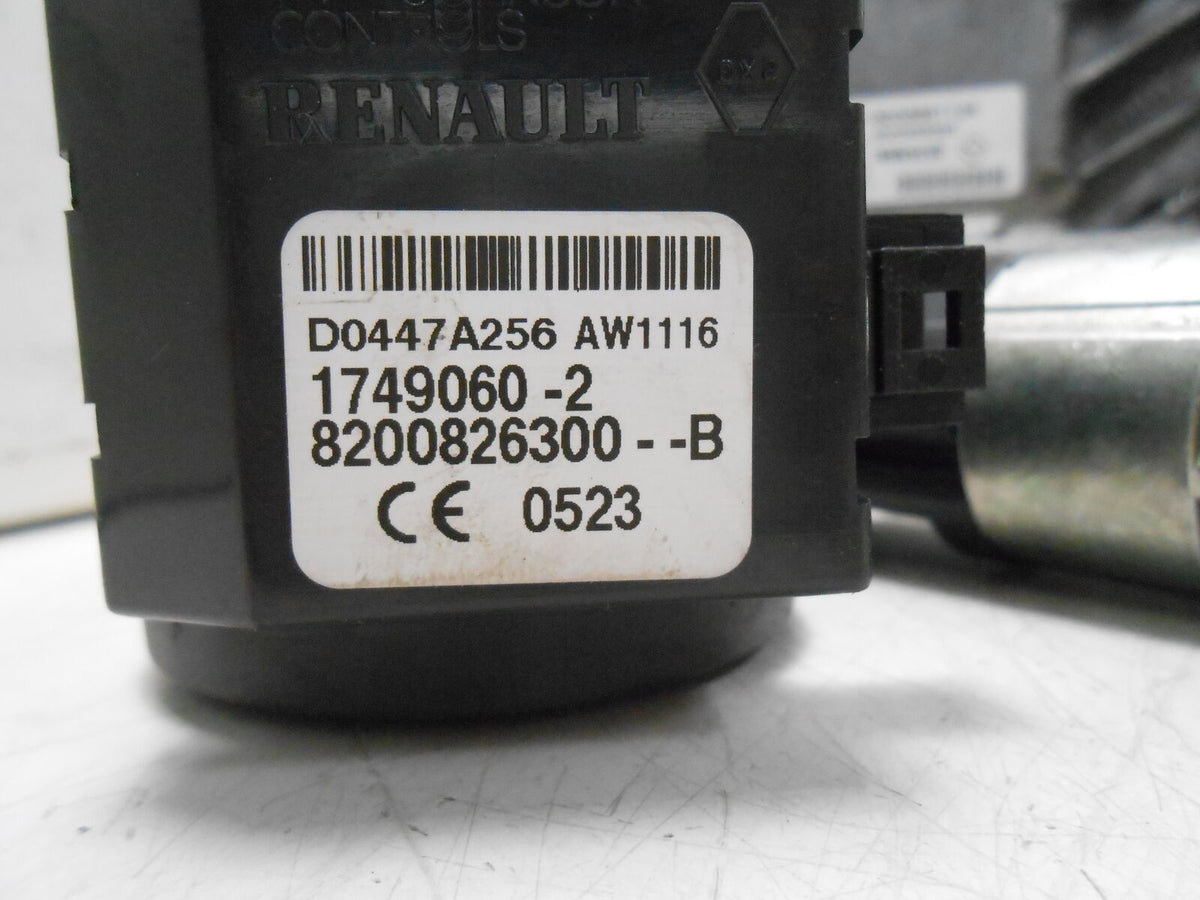 CONTROLS
RENAULT
D0447A256 AW1116
1749060 -2
8200826300 - -B
CE 0523